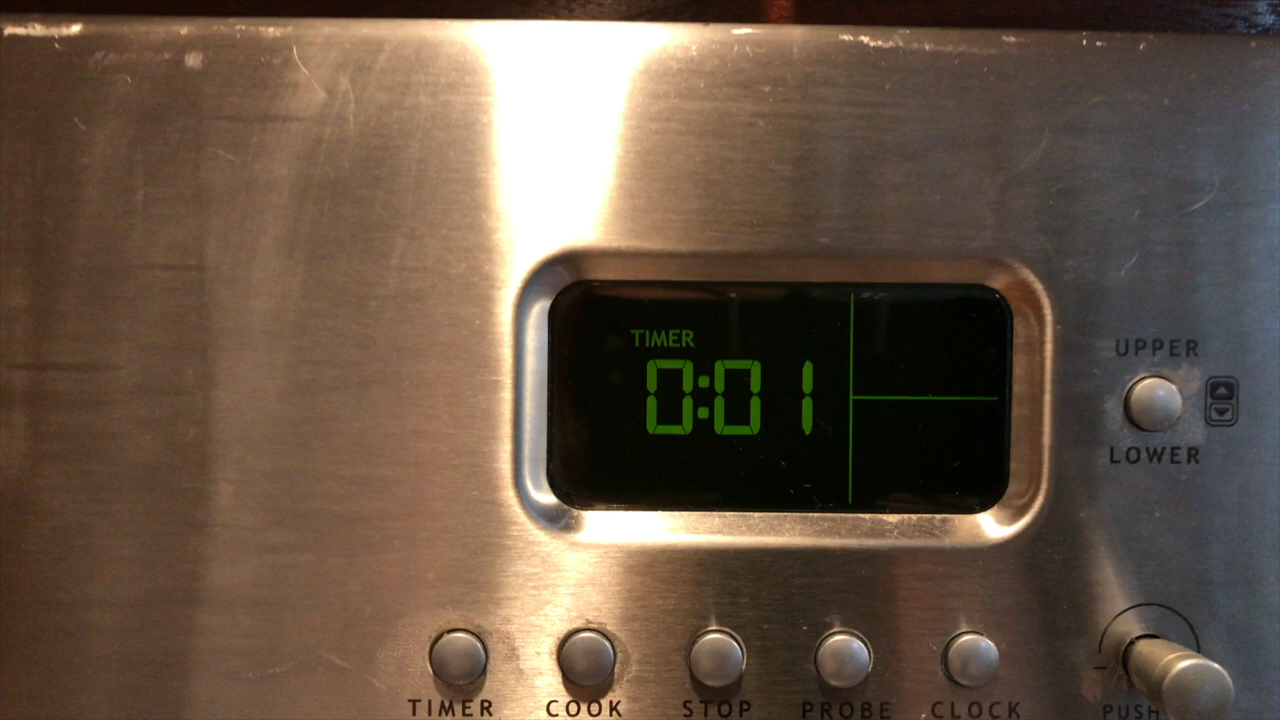 TIMER
0:01
UPPER
LOWER
TIMER COOK STOP PROBE CLOCK PUSH